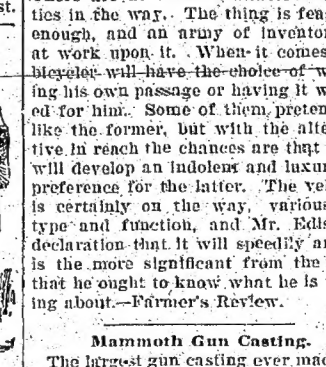 st.
ties in the way. The thing is fea
enough, and an army of invento
at work upon it. When it comes
bicycler will have the choice of w
ing his own passage or having it w
ed for him. Some of them preten
like the former, but with the alte
tive in reach the chances are that
will develop an indolent and luxur
preference for the latter. The ve
is certainly on the way, various
type and function, and Mr. Edis
declaration that it will speedily a
is the more significant from the
that he ought to know what he is
ing about.—Farmer's Review.
Mammoth Gun Casting.
The largest gun casting ever mad